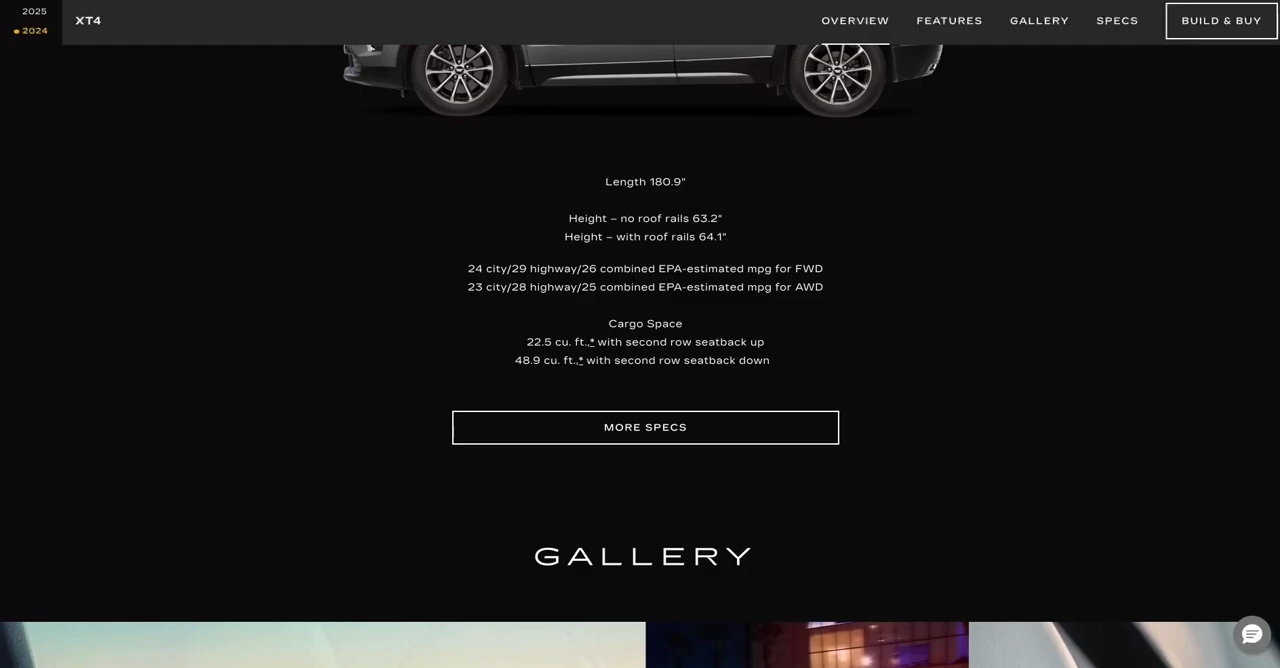 2025
2024
XT4
OVERVIEW
FEATURES
GALLERY
SPECS
BUILD & BUY
Length 180.9"
Height – no roof rails 63.2"
Height – with roof rails 64.1"
24 city/29 highway/26 combined EPA-estimated mpg for FWD
23 city/28 highway/25 combined EPA-estimated mpg for AWD
Cargo Space
22.5 cu. ft.,* with second row seatback up
48.9 cu. ft.,* with second row seatback down
MORE SPECS
GALLERY